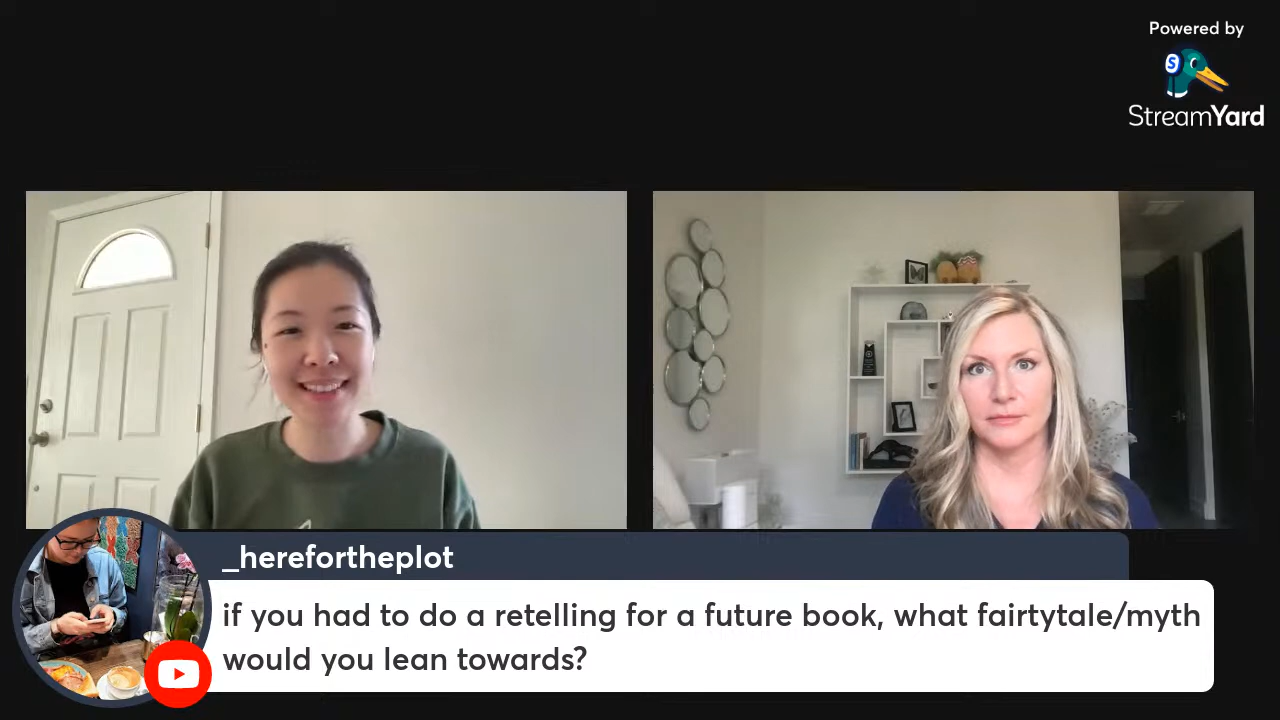 Powered by
S
StreamYard
_herefortheplot
if you had to do a retelling for a future book, what fairtytale/myth
would you lean towards?